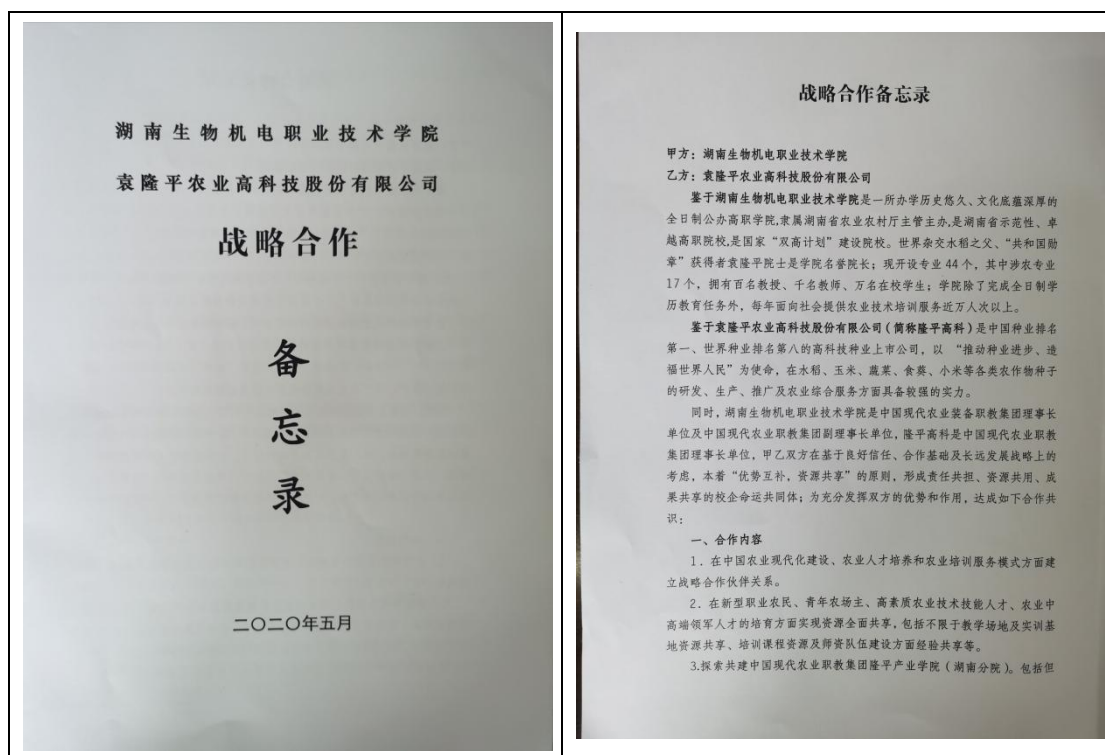 湖南生物机电职业技术学院
袁隆平农业高科技股份有限公司
战略合作
备
忘
录
二〇二〇年五月
战略合作备忘录
甲方：湖南生物机电职业技术学院
乙方：袁隆平农业高科技股份有限公司
鉴于湖南生物机电职业技术学院是一所办学历史悠久、文化底蕴深厚的
全日制公办高职学院,隶属湖南省农业农村厅主管主办,是湖南省示范性、卓
越高职院校,是国家“双高计划”建设院校。世界杂交水稻之父、“共和国勋
章”获得者袁隆平院士是学院名誉院长；现开设专业 44 个，其中涉农专业
17 个，拥有百名教授、千名教师、万名在校学生；学院除了完成全日制学
历教育任务外，每年面向社会提供农业技术培训服务近万人次以上。
鉴于袁隆平农业高科技股份有限公司（简称隆平高科）是中国种业排名
第一、世界种业排名第八的高科技种业上市公司，以 “推动种业进步、造
福世界人民”为使命，在水稻、玉米、蔬菜、食葵、小米等各类农作物种子
的研发、生产、推广及农业综合服务方面具备较强的实力。
同时，湖南生物机电职业技术学院是中国现代农业装备职教集团理事长
单位及中国现代农业职教集团副理事长单位，隆平高科是中国现代农业职教
集团理事长单位，甲乙双方在基于良好信任、合作基础及长远发展战略上的
考虑，本着“优势互补，资源共享”的原则，形成责任共担、资源共用、成
果共享的校企命运共同体；为充分发挥双方的优势和作用，达成如下合作共
识：
一、合作内容
1．在中国农业现代化建设、农业人才培养和农业培训服务模式方面建
立战略合作伙伴关系。
2．在新型职业农民、青年农场主、高素质农业技术技能人才、农业中
高端领军人才的培育方面实现资源全面共享，包括不限于教学场地及实训基
地资源共享、培训课程资源及师资队伍建设方面经验共享等。
3.探索共建中国现代农业职教集团隆平产业学院（湖南分院）。包括但